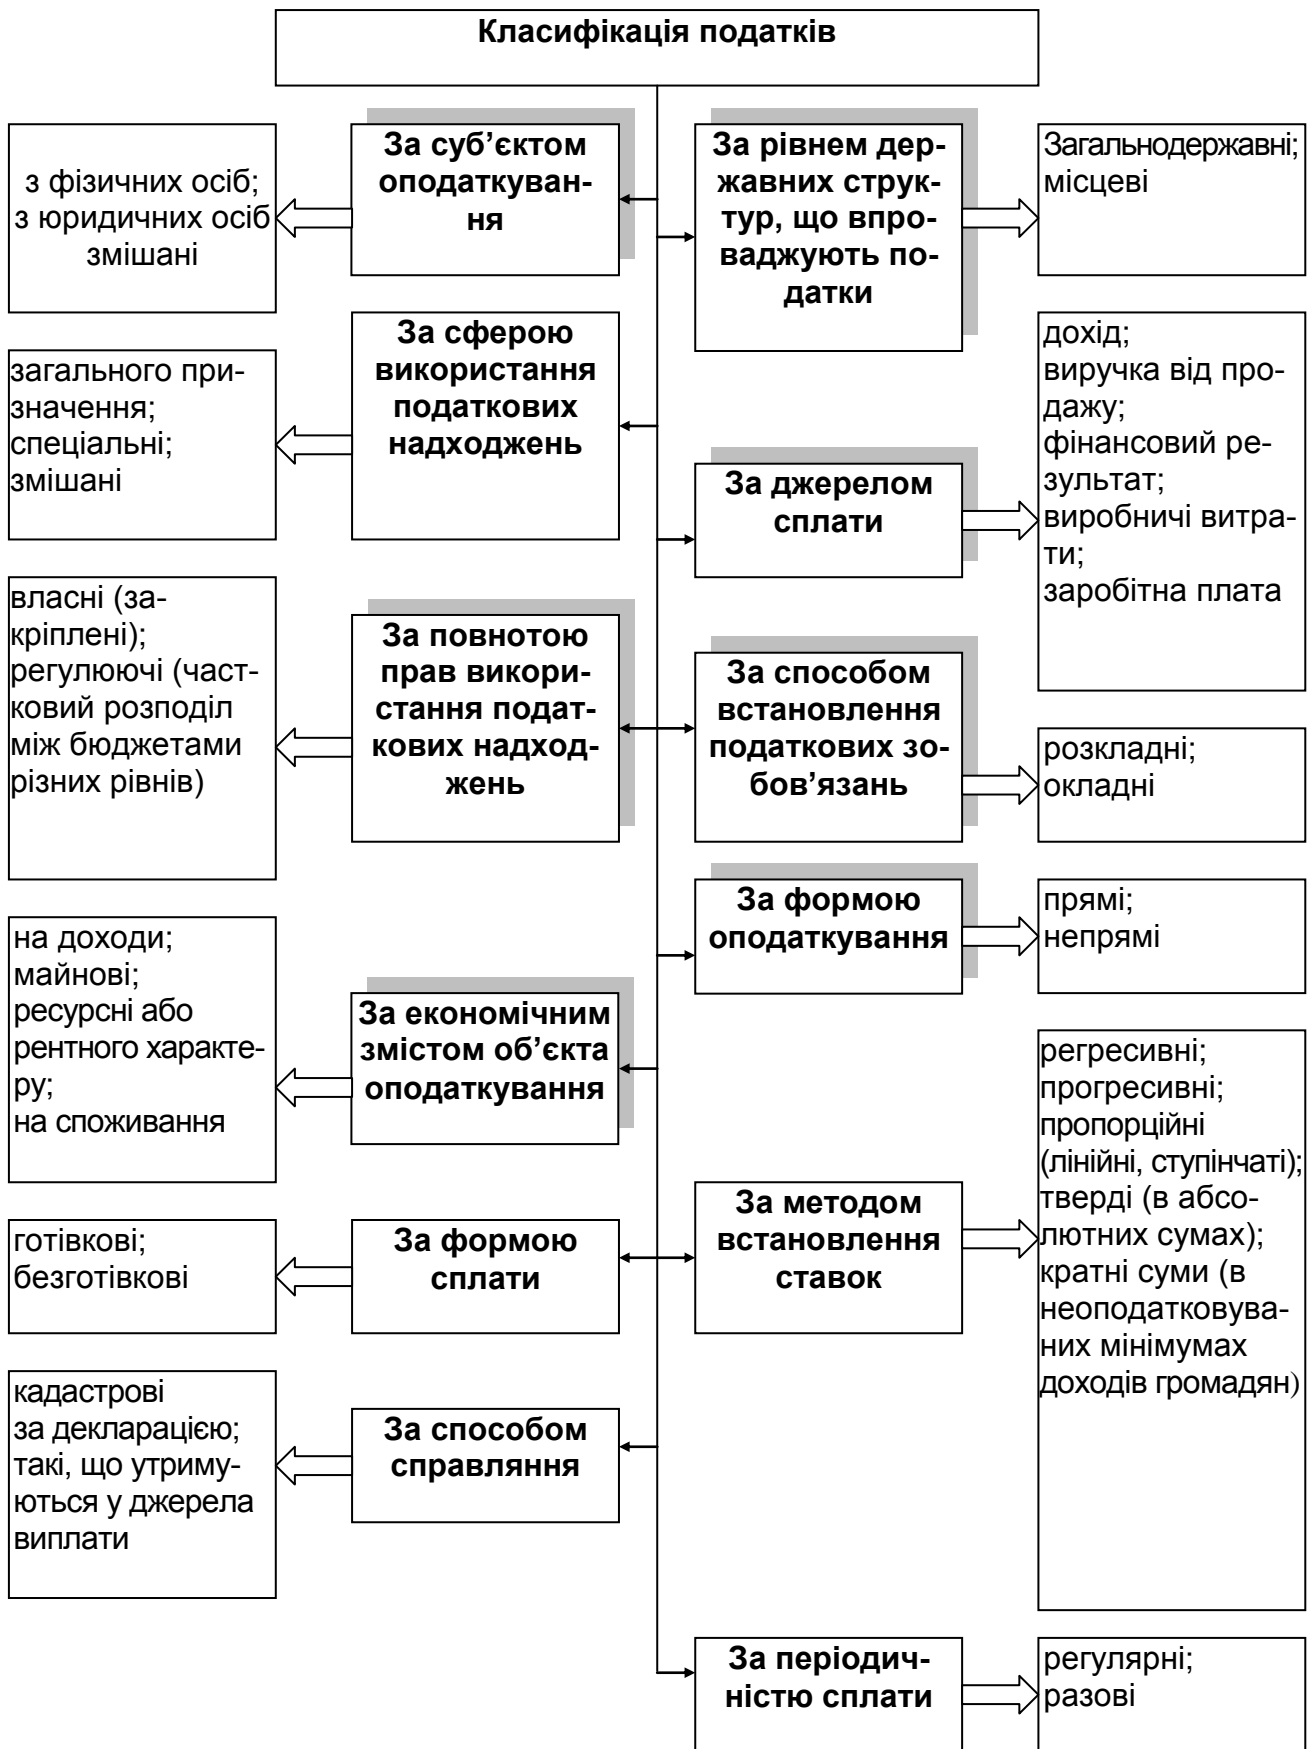 Класифікація податків
з фізичних осіб;
з юридичних осіб
змішані
За суб’єктом
оподаткуван-
ня
За рівнем дер-
жавних струк-
тур, що впро-
ваджують по-
датки
Загальнодержавні;
місцеві
загального при-
значення;
спеціальні;
змішані
За сферою
використання
податкових
надходжень
За джерелом
сплати
дохід;
виручка від про-
дажу;
фінансовий ре-
зультат;
виробничі витра-
ти;
заробітна плата
власні (за-
кріплені);
регулюючі (част-
ковий розподіл
між бюджетами
різних рівнів)
За повнотою
прав викори-
стання подат-
кових надход-
жень
За способом
встановлення
податкових зо-
бов’язань
розкладні;
окладні
на доходи;
майнові;
ресурсні або
рентного характе-
ру;
на споживання
За економічним
змістом об’єкта
оподаткування
За формою
оподаткування
прямі;
непрямі
готівкові;
безготівкові
За формою
сплати
За методом
встановлення
ставок
регресивні;
прогресивні;
пропорційні
(лінійні, ступінчаті);
тверді (в абсо-
лютних сумах);
кратні суми (в
неоподатковува-
них мінімумах
доходів громадян)
кадастрові
за декларацією;
такі, що утриму-
ються у джерела
виплати
За способом
справляння
За періодич-
ністю сплати
регулярні;
разові